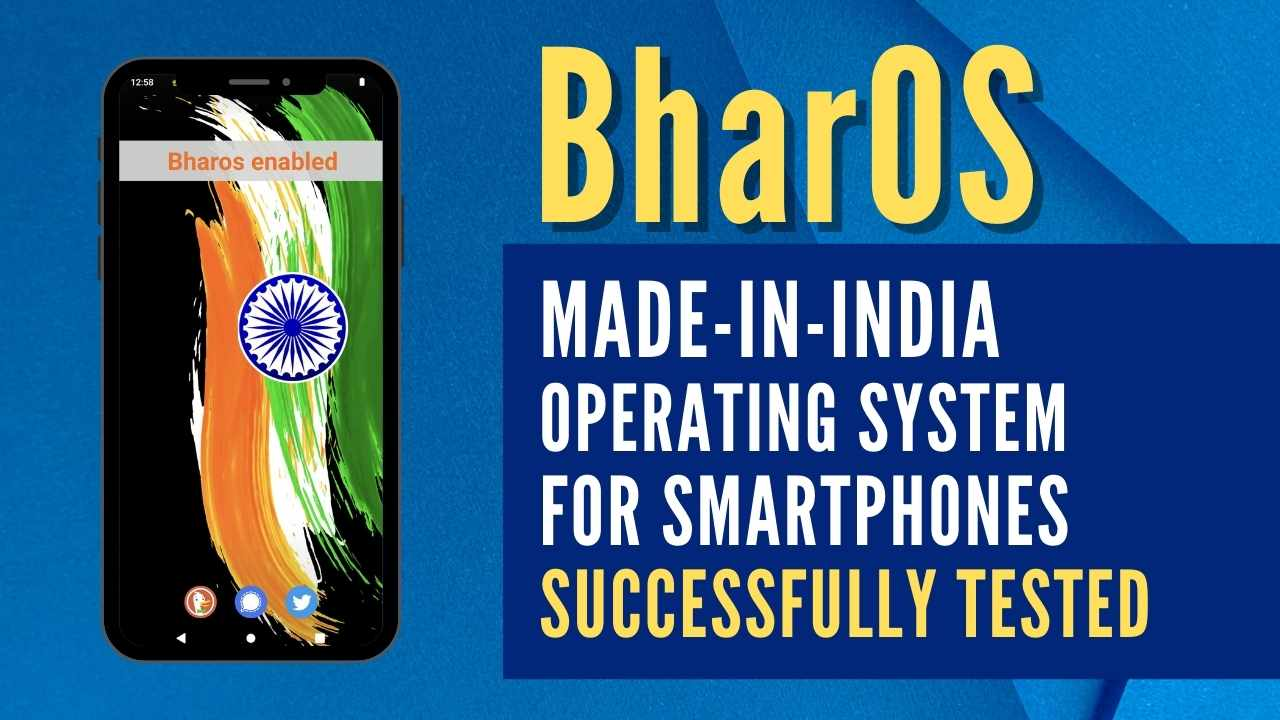 12:58
Bharos enabled
BharOS
MADE-IN-INDIA
OPERATING SYSTEM
FOR SMARTPHONES
SUCCESSFULLY TESTED